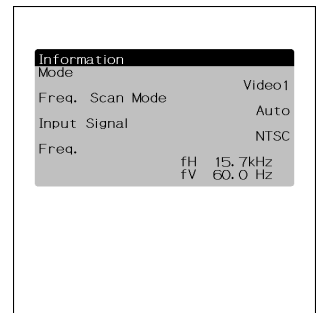 Information
Mode
Video1
Freq. Scan Mode
Auto
Input Signal
NTSC
Freq.
fH 15.7kHz
fV 60.0 Hz